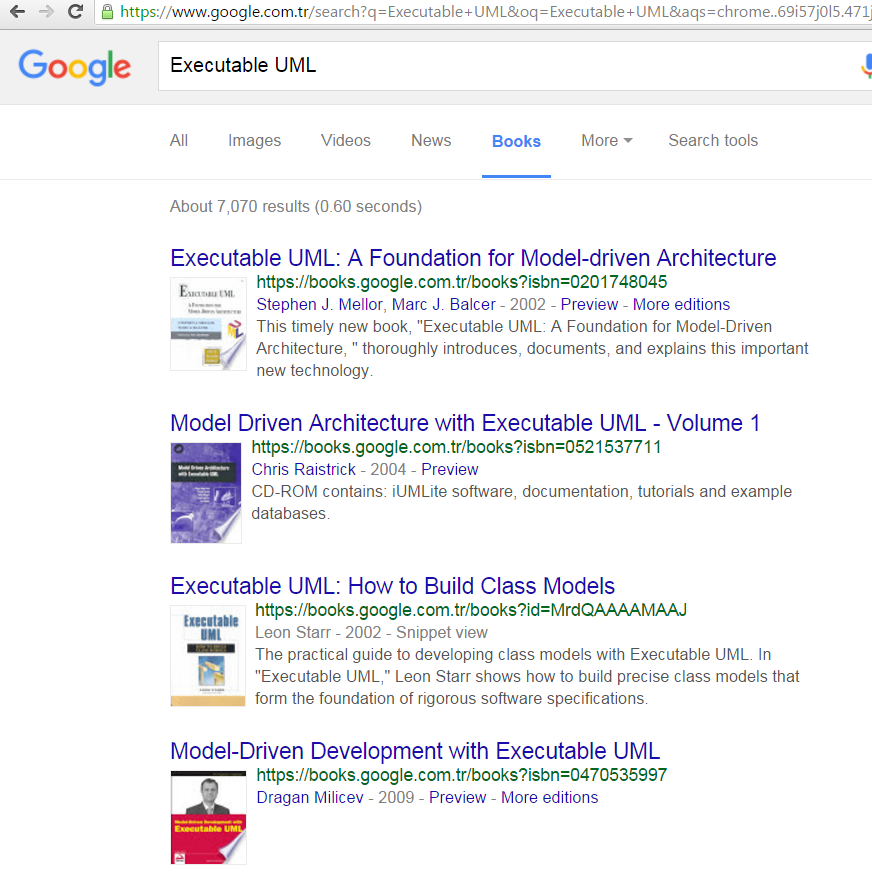 https://www.google.com.tr/search?q=Executable+UML&oq=Executable+UML&aqs=chrome..69i57j0l5.471j
Google
Executable UML
All Images Videos News Books More Search tools
About 7,070 results (0.60 seconds)
Executable UML: A Foundation for Model-driven Architecture
https://books.google.com.tr/books?isbn=0201748045
Stephen J. Mellor, Marc J. Balcer - 2002 - Preview - More editions
This timely new book, "Executable UML: A Foundation for Model-Driven
Architecture, " thoroughly introduces, documents, and explains this important
new technology.
EXECUTABLE UML
A FOUNDATION FOR
MODEL-DRIVEN ARCHITECTURE
Model Driven Architecture with Executable UML - Volume 1
https://books.google.com.tr/books?isbn=0521537711
Chris Raistrick - 2004 - Preview
CD-ROM contains: iUMLite software, documentation, tutorials and example
databases.
Model Driven Architecture
with Executable UML
Executable UML: How to Build Class Models
https://books.google.com.tr/books?id=MrdQAAAAMAAJ
Leon Starr - 2002 - Snippet view
The practical guide to developing class models with Executable UML. In
"Executable UML," Leon Starr shows how to build precise class models that
form the foundation of rigorous software specifications.
Executable
UML
LEON STARR
Model-Driven Development with Executable UML
https://books.google.com.tr/books?isbn=0470535997
Dragan Milicev - 2009 - Preview - More editions
Model-Driven Development with
Executable UML